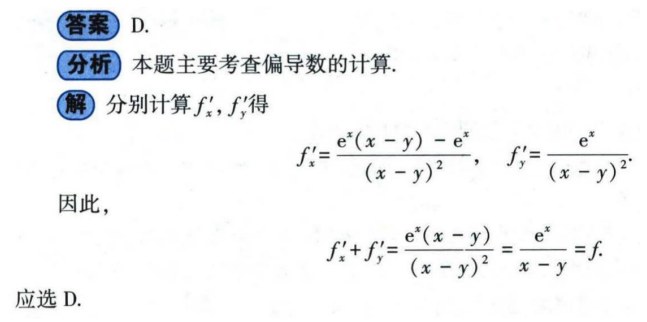 答案 D.
分析 本题主要考查偏导数的计算.
解 分别计算 f′ₓ, f′ᵧ得
f′ₓ = (eˣ(x − y) − eˣ)/(x − y)², f′ᵧ = eˣ/(x − y)².
因此,
f′ₓ + f′ᵧ = eˣ(x − y)/(x − y)² = eˣ/(x − y) = f.
应选 D.